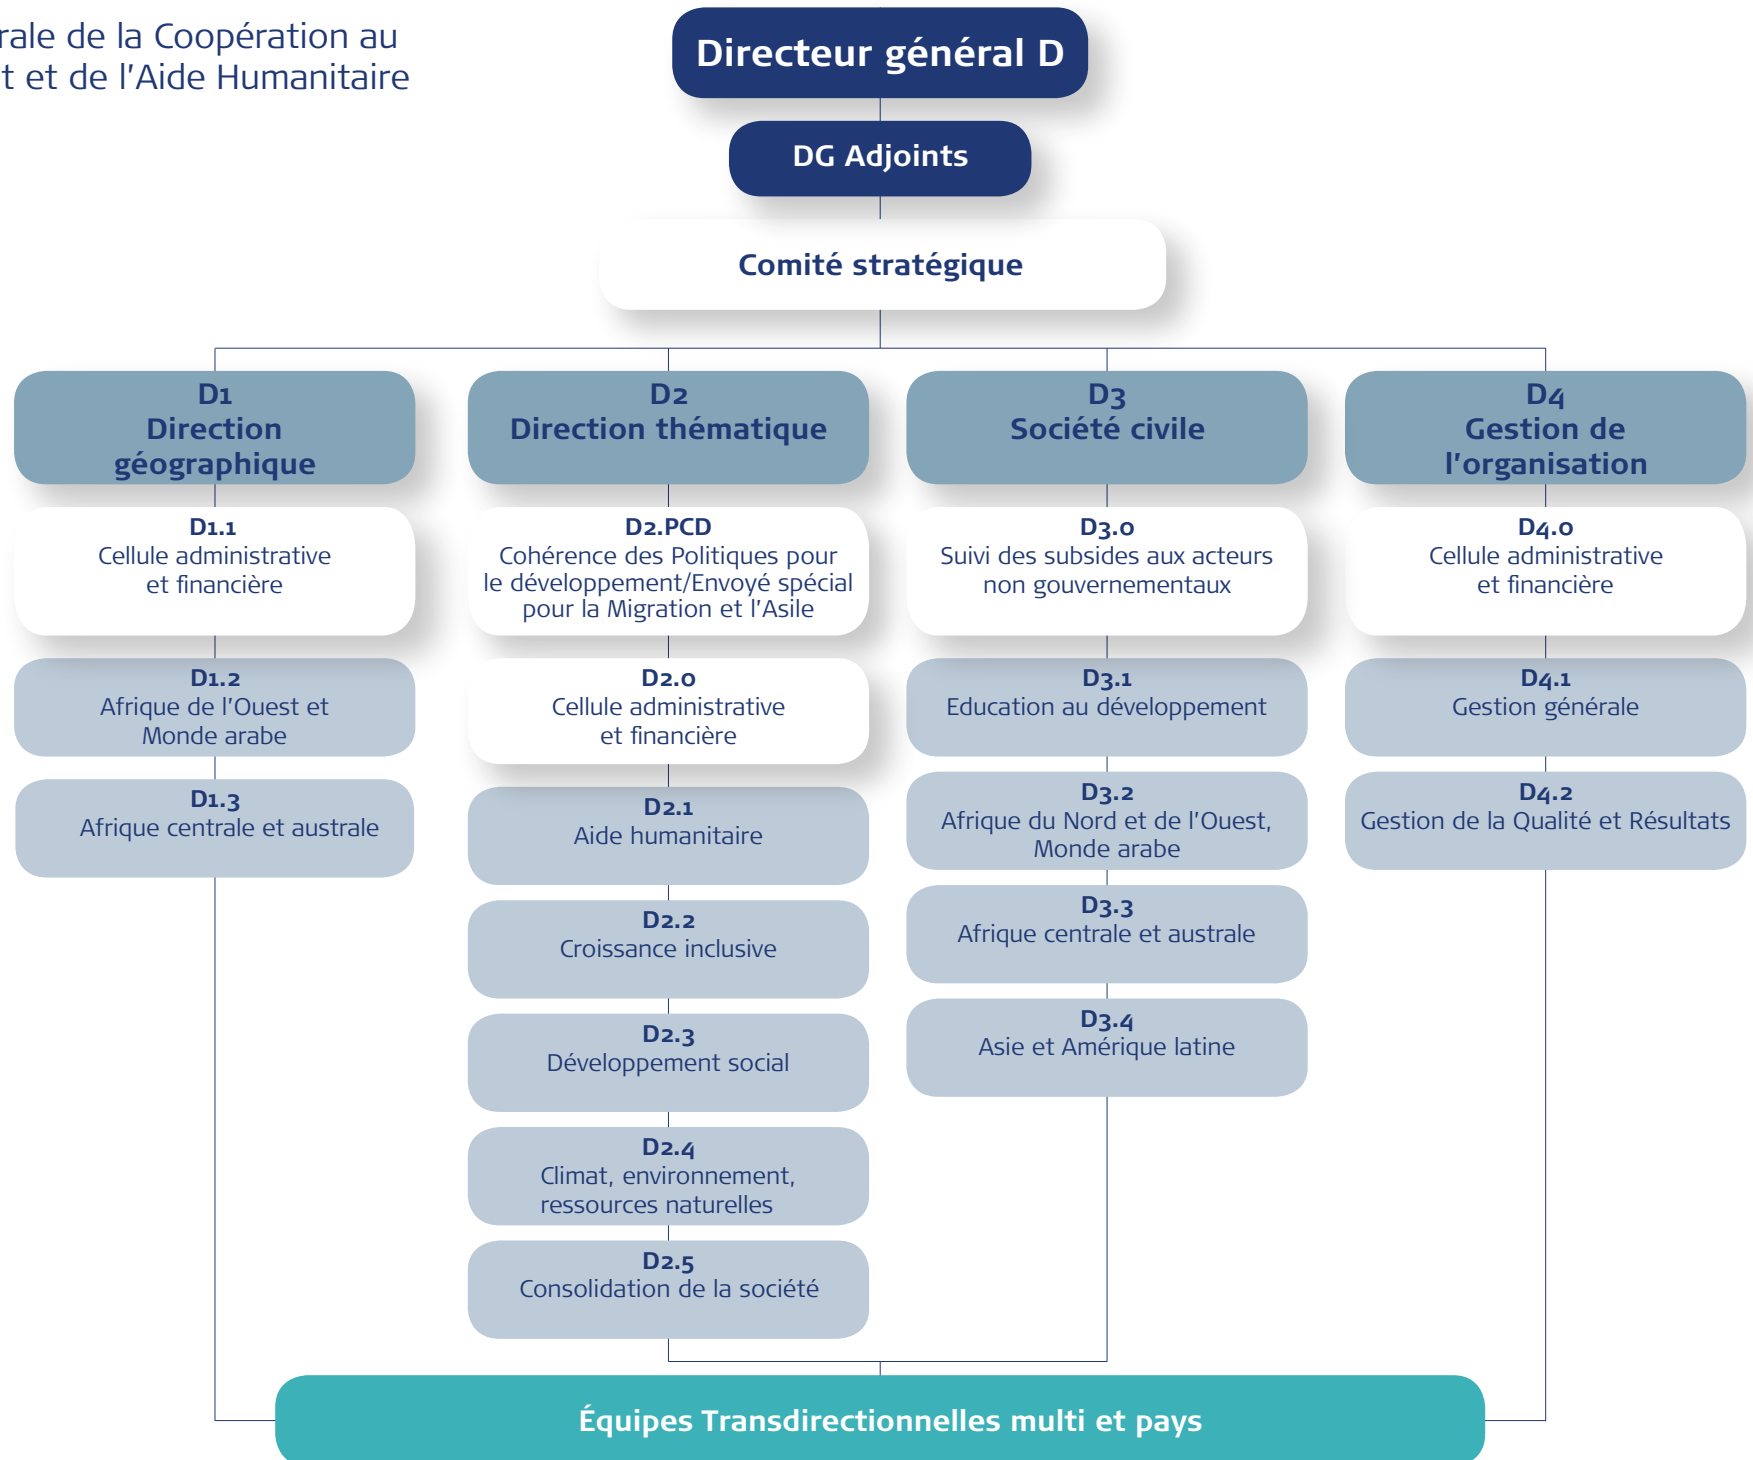 rale de la Coopération au
t et de l'Aide Humanitaire
Directeur général D
DG Adjoints
Comité stratégique
D1
Direction
géographique
D1.1
Cellule administrative
et financière
D1.2
Afrique de l'Ouest et
Monde arabe
D1.3
Afrique centrale et australe
D2
Direction thématique
D2.PCD
Cohérence des Politiques pour
le développement/Envoyé spécial
pour la Migration et l'Asile
D2.0
Cellule administrative
et financière
D2.1
Aide humanitaire
D2.2
Croissance inclusive
D2.3
Développement social
D2.4
Climat, environnement,
ressources naturelles
D2.5
Consolidation de la société
D3
Société civile
D3.0
Suivi des subsides aux acteurs
non gouvernementaux
D3.1
Education au développement
D3.2
Afrique du Nord et de l'Ouest,
Monde arabe
D3.3
Afrique centrale et australe
D3.4
Asie et Amérique latine
D4
Gestion de
l'organisation
D4.0
Cellule administrative
et financière
D4.1
Gestion générale
D4.2
Gestion de la Qualité et Résultats
Équipes Transdirectionnelles multi et pays